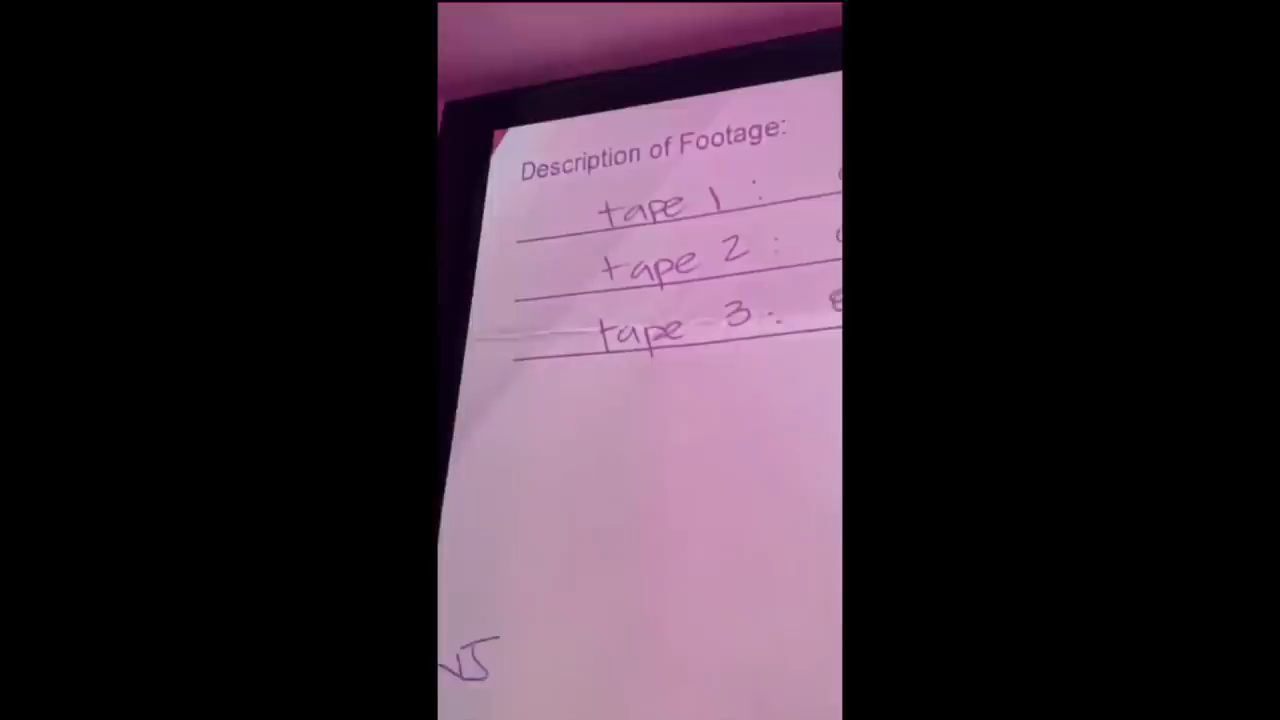 Description of Footage:
tape 1 :
tape 2 :
tape 3 :